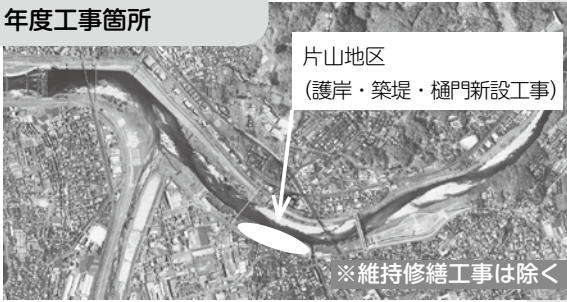 年度工事箇所
片山地区
(護岸・築堤・樋門新設工事)
※維持修繕工事は除く